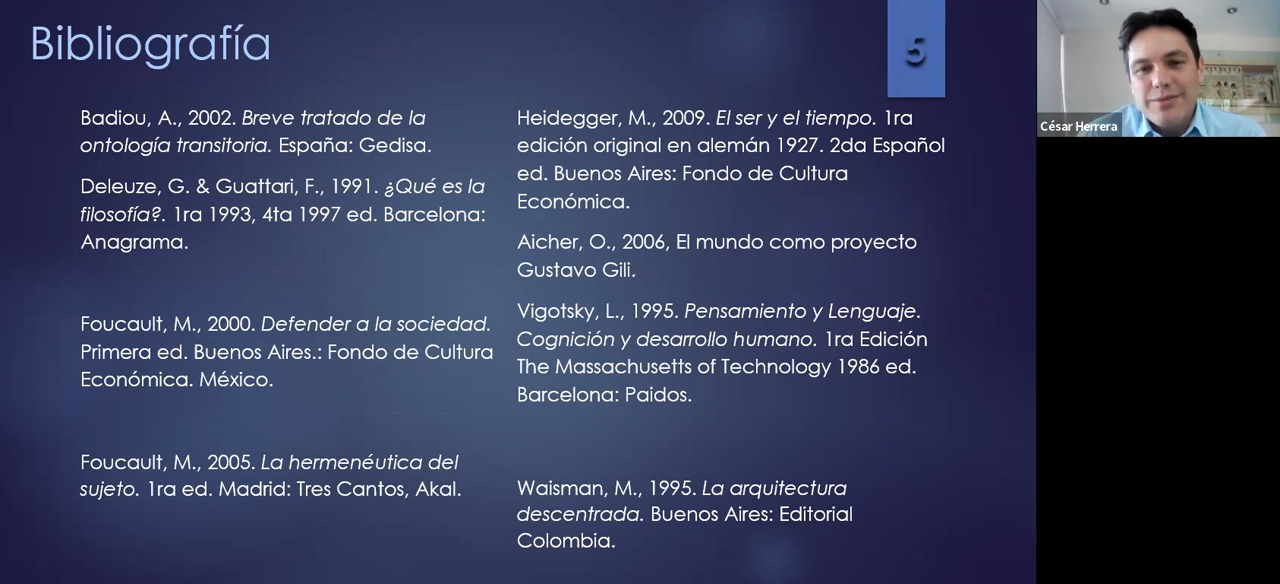 Bibliografía
5
Badiou, A., 2002. Breve tratado de la
ontología transitoria. España: Gedisa.
Deleuze, G. & Guattari, F., 1991. ¿Qué es la
filosofía?. 1ra 1993, 4ta 1997 ed. Barcelona:
Anagrama.
Foucault, M., 2000. Defender a la sociedad.
Primera ed. Buenos Aires.: Fondo de Cultura
Económica. México.
Foucault, M., 2005. La hermenéutica del
sujeto. 1ra ed. Madrid: Tres Cantos, Akal.
Heidegger, M., 2009. El ser y el tiempo. 1ra
edición original en alemán 1927. 2da Español
ed. Buenos Aires: Fondo de Cultura
Económica.
Aicher, O., 2006, El mundo como proyecto
Gustavo Gili.
Vigotsky, L., 1995. Pensamiento y Lenguaje.
Cognición y desarrollo humano. 1ra Edición
The Massachusetts of Technology 1986 ed.
Barcelona: Paidos.
Waisman, M., 1995. La arquitectura
descentrada. Buenos Aires: Editorial
Colombia.
César Herrera